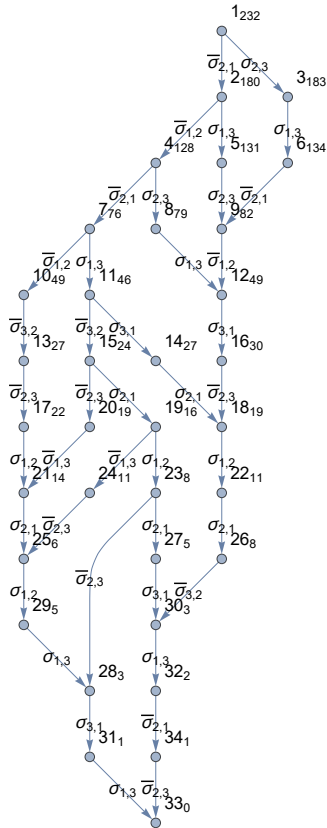 1₂₃₂
σ̅₂,₁ σ₂,₃
2₁₈₀ 3₁₈₃
σ̅₁,₂ σ₁,₃ σ₁,₃
4₁₂₈ 5₁₃₁ 6₁₃₄
σ̅₂,₁ σ₂,₃ σ₂,₃ σ̅₂,₁
7₇₆ 8₇₉ 9₈₂
σ̅₁,₂ σ₁,₃ σ₁,₃ σ̅₁,₂
10₄₉ 11₄₆ 12₄₉
σ̅₃,₂ σ̅₃,₂ σ₃,₁ σ₃,₁
13₂₇ 15₂₄ 14₂₇ 16₃₀
σ̅₂,₃ σ̅₂,₃ σ₂,₁ σ₂,₁ σ̅₂,₃
17₂₂ 20₁₉ 19₁₆ 18₁₉
σ₁,₂ σ̅₁,₃ σ̅₁,₃ σ₁,₂ σ₁,₂
21₁₄ 24₁₁ 23₈ 22₁₁
σ₂,₁ σ̅₂,₃ σ₂,₁ σ₂,₁
25₆ 27₅ 26₈
σ₁,₂ σ̅₂,₃ σ₃,₁ σ̅₃,₂
29₅ 30₃
σ₁,₃ σ₁,₃
28₃ 32₂
σ₃,₁ σ̅₂,₁
31₁ 34₁
σ₁,₃ σ̅₂,₃
33₀